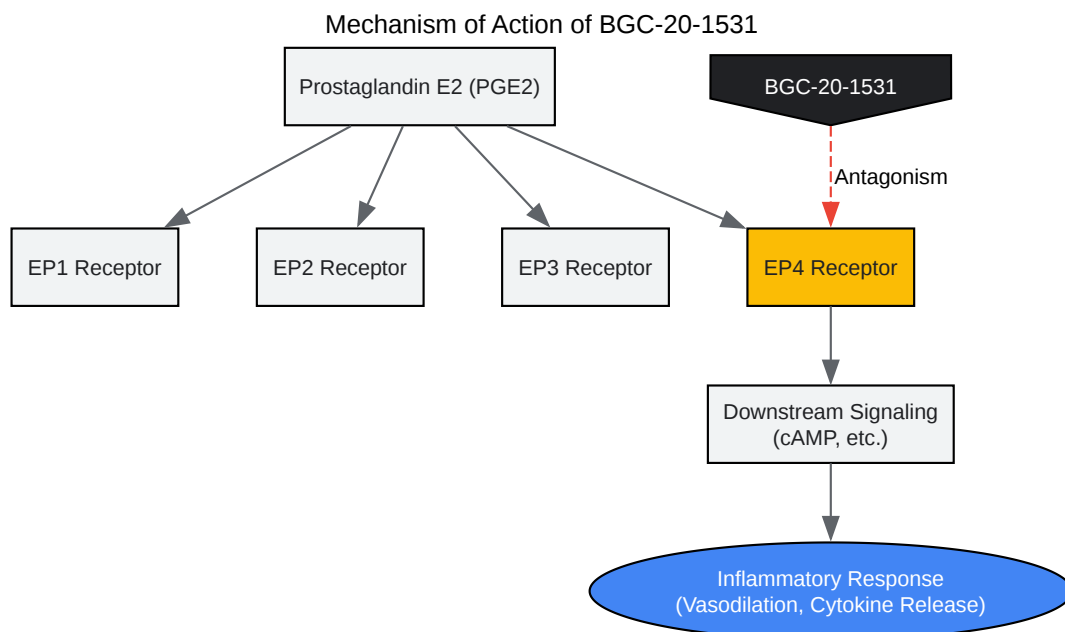 Mechanism of Action of BGC-20-1531
Prostaglandin E2 (PGE2)
BGC-20-1531
Antagonism
EP1 Receptor
EP2 Receptor
EP3 Receptor
EP4 Receptor
Downstream Signaling
(cAMP, etc.)
Inflammatory Response
(Vasodilation, Cytokine Release)